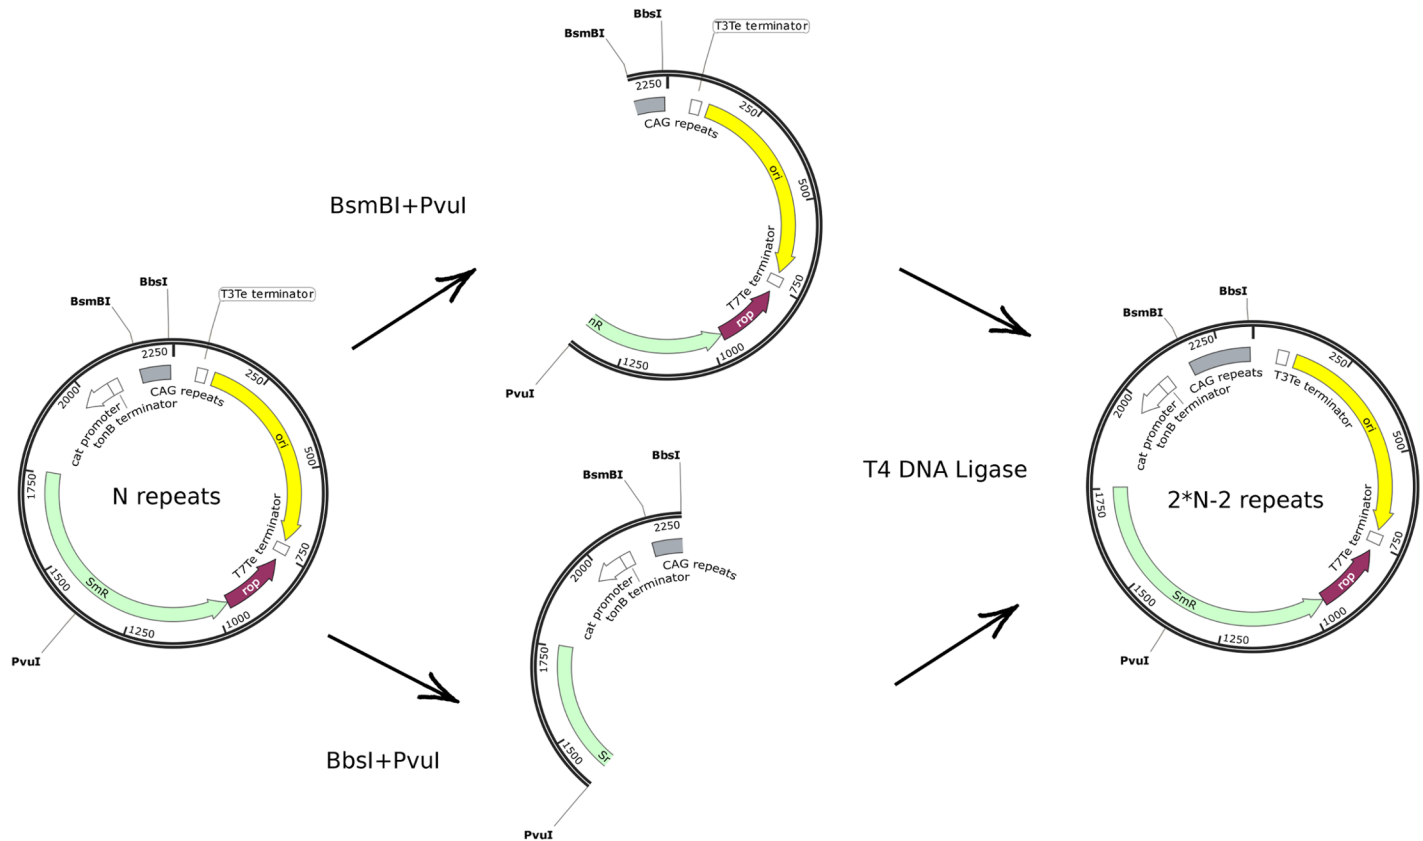 BbsI
BsmBI
T3Te terminator
2250
CAG repeats
250
ori
500
T7Te terminator
750
rop
1000
nR
1250
PvuI
BsmBI+PvuI
BbsI
BsmBI
T3Te terminator
2250
2000
CAG repeats
250
cat promoter
tonB terminator
ori
500
1750
N repeats
T7Te terminator
750
SmR
rop
1500
1250
1000
PvuI
BbsI
BsmBI
2250
2000
CAG repeats
cat promoter
tonB terminator
1750
1500
Sr
PvuI
BbsI+PvuI
T4 DNA Ligase
BbsI
BsmBI
2250
2000
CAG repeats
T3Te terminator
250
cat promoter
tonB terminator
ori
500
1750
2*N-2 repeats
T7Te terminator
750
SmR
rop
1500
1250
1000
PvuI